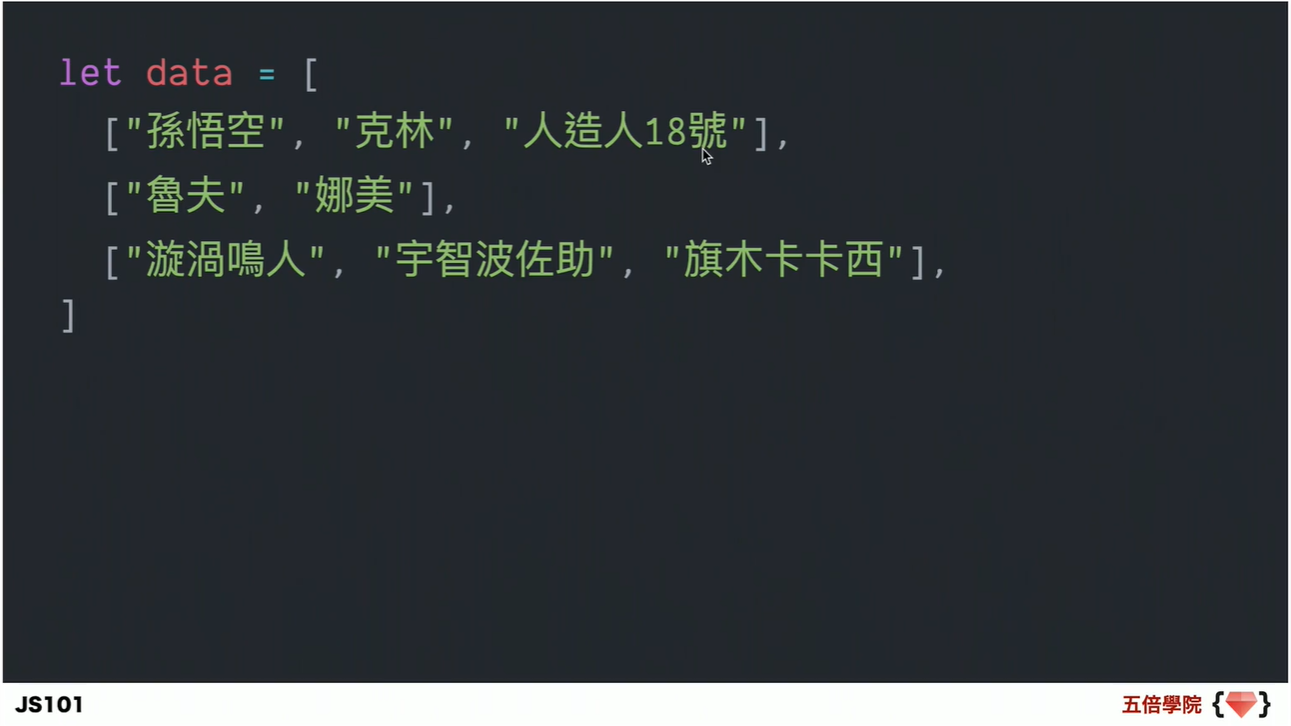 let data = [
["孫悟空", "克林", "人造人18號"],
["魯夫", "娜美"],
["漩渦鳴人", "宇智波佐助", "旗木卡卡西"],
]
JS101
五倍學院 { }